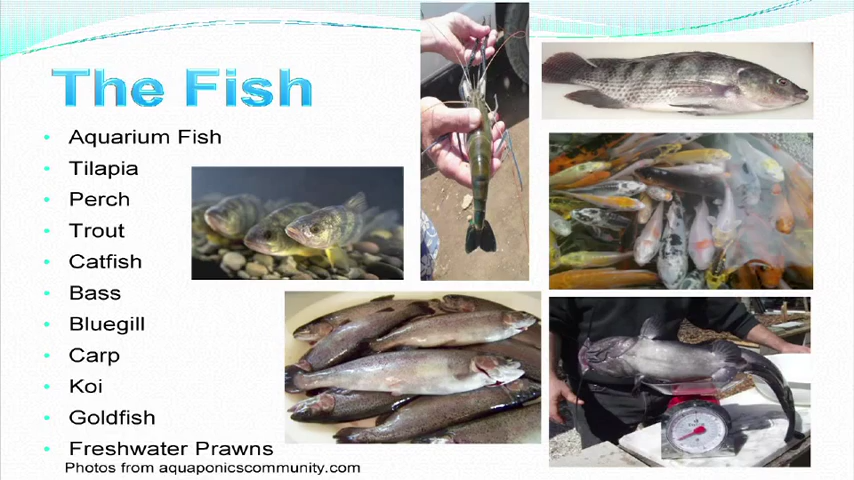 The Fish
Aquarium Fish
Tilapia
Perch
Trout
Catfish
Bass
Bluegill
Carp
Koi
Goldfish
Freshwater Prawns
Photos from aquaponicscommunity.com